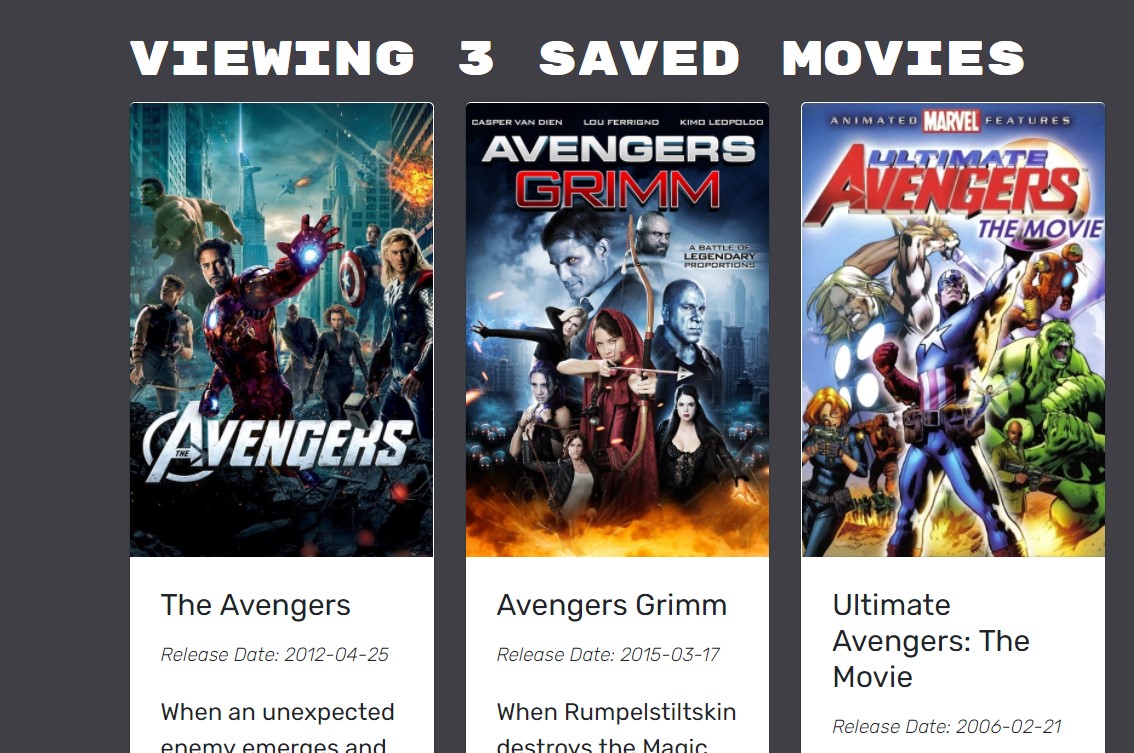 VIEWING 3 SAVED MOVIES
THE AVENGERS
CASPER VAN DIEN LOU FERRIGNO KIMO LEOPOLDO
AVENGERS
GRIMM
A BATTLE OF
LEGENDARY
PROPORTIONS
ANIMATED MARVEL FEATURES
ULTIMATE
AVENGERS
THE MOVIE
The Avengers
Release Date: 2012-04-25
When an unexpected
enemy emerges and
Avengers Grimm
Release Date: 2015-03-17
When Rumpelstiltskin
destroys the Magic
Ultimate
Avengers: The
Movie
Release Date: 2006-02-21